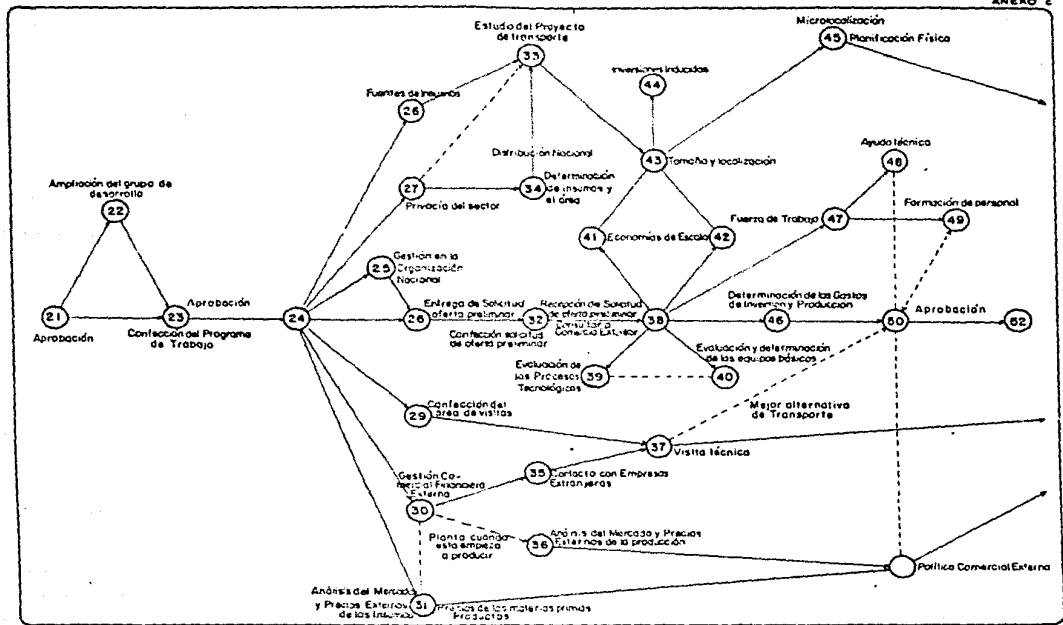 ANEXO 2
Microlocalización
45
Planificación Física
Estudio del Proyecto
de transporte
33
Inversiones Inducidas
44
Fuentes de Insumos
26
Ayuda técnica
48
Distribución Nacional
43
Tamaño y localización
27
Privacía del sector
34
Determinación
de insumos y
el área
Ampliación del grupo de
desarrollo
22
Fuerza de Trabajo
47
Formación de personal
49
41
Economías de Escala
42
25
Gestión en la
Organización
Nacional
21
Aprobación
Aprobación
23
Confección del Programa
de Trabajo
24
26
Entrega de Solicitud
oferta preliminar
Confección solicitud
de oferta preliminar
32
Recepción de Solicitud
de oferta preliminar
Consultoria
Comercio Exterior
38
Determinación de los Gastos
de Inversion y Producción
46
50
Aprobación
52
Evaluación de
los Procesos
Tecnológicos
39
Evaluación y determinación
de los equipos básicos
40
29
Confección del
área de visitas
Mejor alternativa
de Transporte
37
Visita técnica
Gestión Co-
mercial Financiera
Externa
30
35
Contacto con Empresas
Extranjeras
Planta cuando
esta empieza
a producir
36
Análisis del Mercado y Precios
Externos de la producción
Política Comercial Externa
Análisis del Mercado
y Precios Externos
de los Insumos
31
Precios de las materias primas
Productos